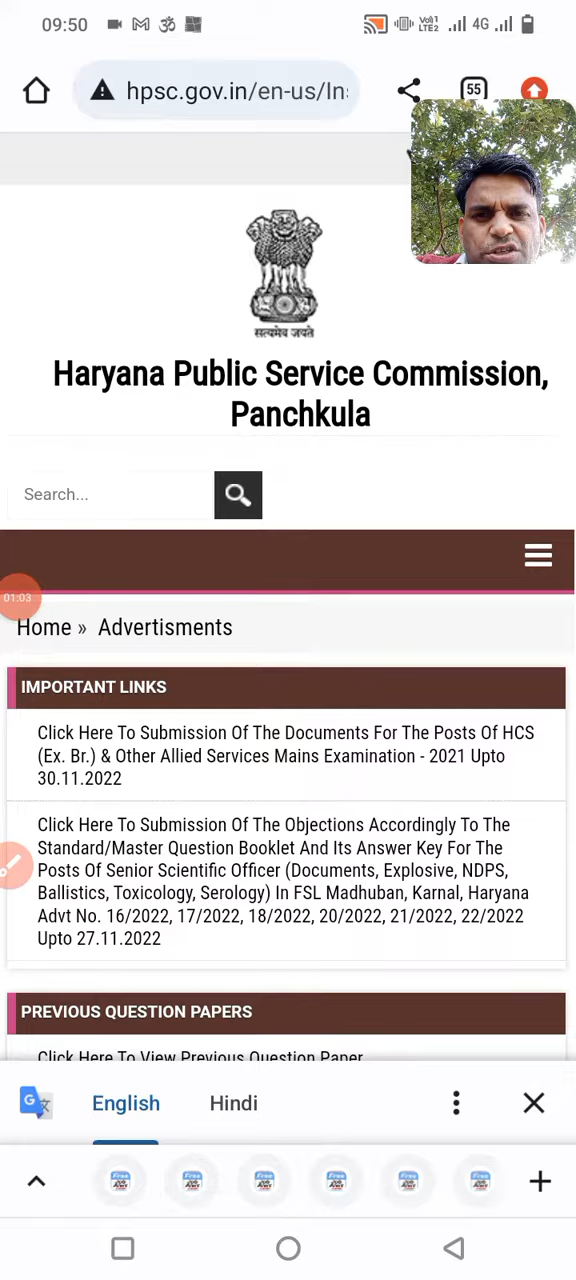 09:50
Vo))
LTE2
4G
hpsc.gov.in/en-us/In
55
सत्यमेव जयते
Haryana Public Service Commission,
Panchkula
Search...
01:03
Home »  Advertisments
IMPORTANT LINKS
Click Here To Submission Of The Documents For The Posts Of HCS
(Ex. Br.) & Other Allied Services Mains Examination - 2021 Upto
30.11.2022
Click Here To Submission Of The Objections Accordingly To The
Standard/Master Question Booklet And Its Answer Key For The
Posts Of Senior Scientific Officer (Documents, Explosive, NDPS,
Ballistics, Toxicology, Serology) In FSL Madhuban, Karnal, Haryana
Advt No. 16/2022, 17/2022, 18/2022, 20/2022, 21/2022, 22/2022
Upto 27.11.2022
PREVIOUS QUESTION PAPERS
Click Here To View Previous Question Paper
English Hindi